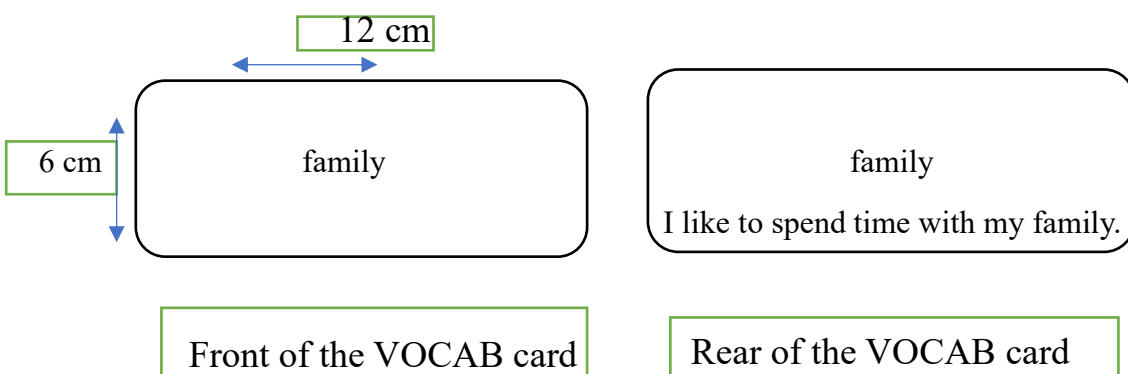 12 cm
6 cm
family
family
I like to spend time with my family.
Front of the VOCAB card
Rear of the VOCAB card